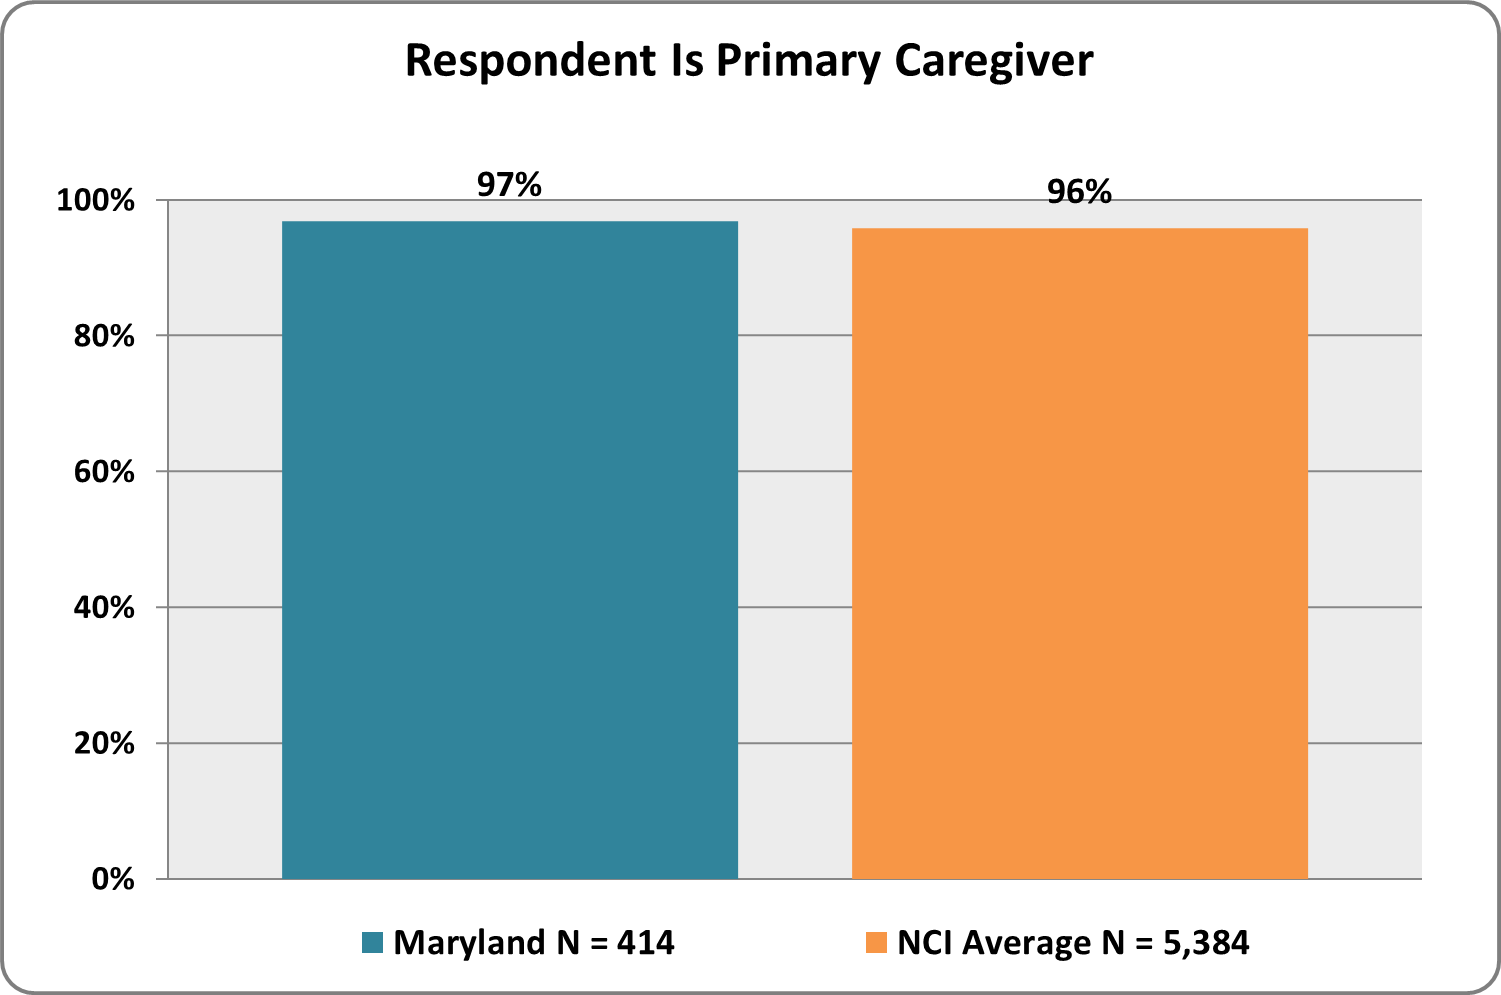 Respondent Is Primary Caregiver
97%
96%
100%
80%
60%
40%
20%
0%
Maryland N = 414
NCI Average N = 5,384